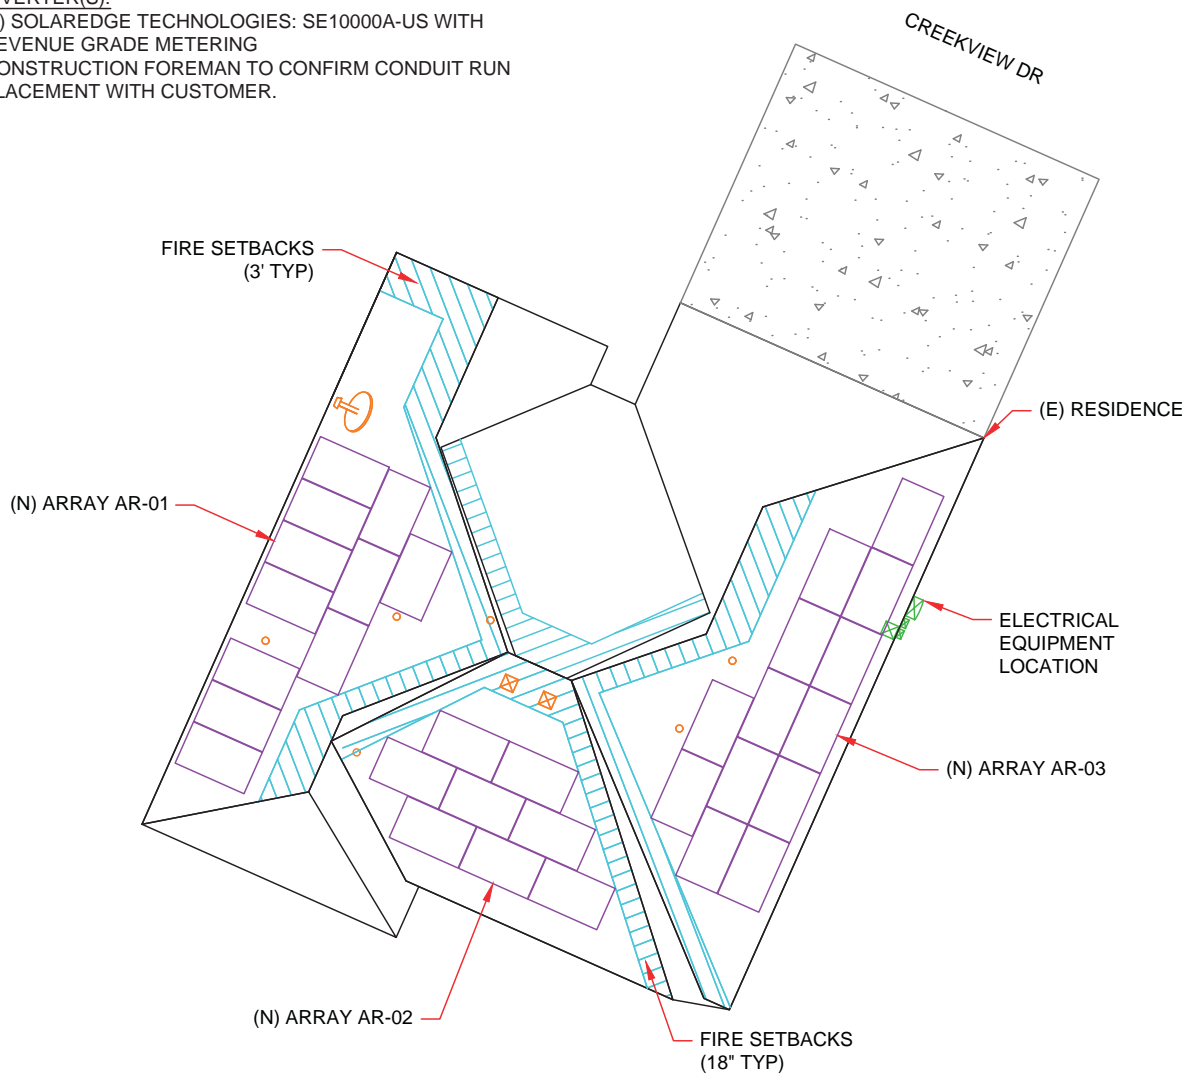 ) SOLAREDGE TECHNOLOGIES: SE10000A-US WITH
EVENUE GRADE METERING
ONSTRUCTION FOREMAN TO CONFIRM CONDUIT RUN
LACEMENT WITH CUSTOMER.
CREEKVIEW DR
FIRE SETBACKS
(3' TYP)
(E) RESIDENCE
(N) ARRAY AR-01
ELECTRICAL
EQUIPMENT
LOCATION
(N) ARRAY AR-03
(N) ARRAY AR-02
FIRE SETBACKS
(18" TYP)